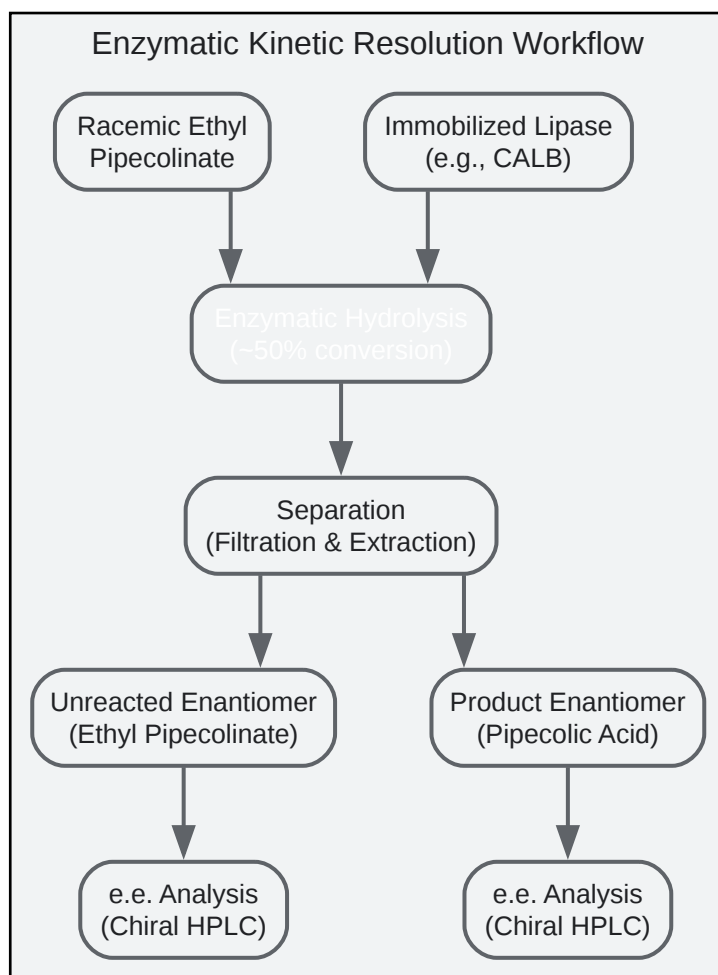 Enzymatic Kinetic Resolution Workflow
Racemic Ethyl
Pipecolinate
Immobilized Lipase
(e.g., CALB)
Enzymatic Hydrolysis
(~50% conversion)
Separation
(Filtration & Extraction)
Unreacted Enantiomer
(Ethyl Pipecolinate)
Product Enantiomer
(Pipecolic Acid)
e.e. Analysis
(Chiral HPLC)
e.e. Analysis
(Chiral HPLC)